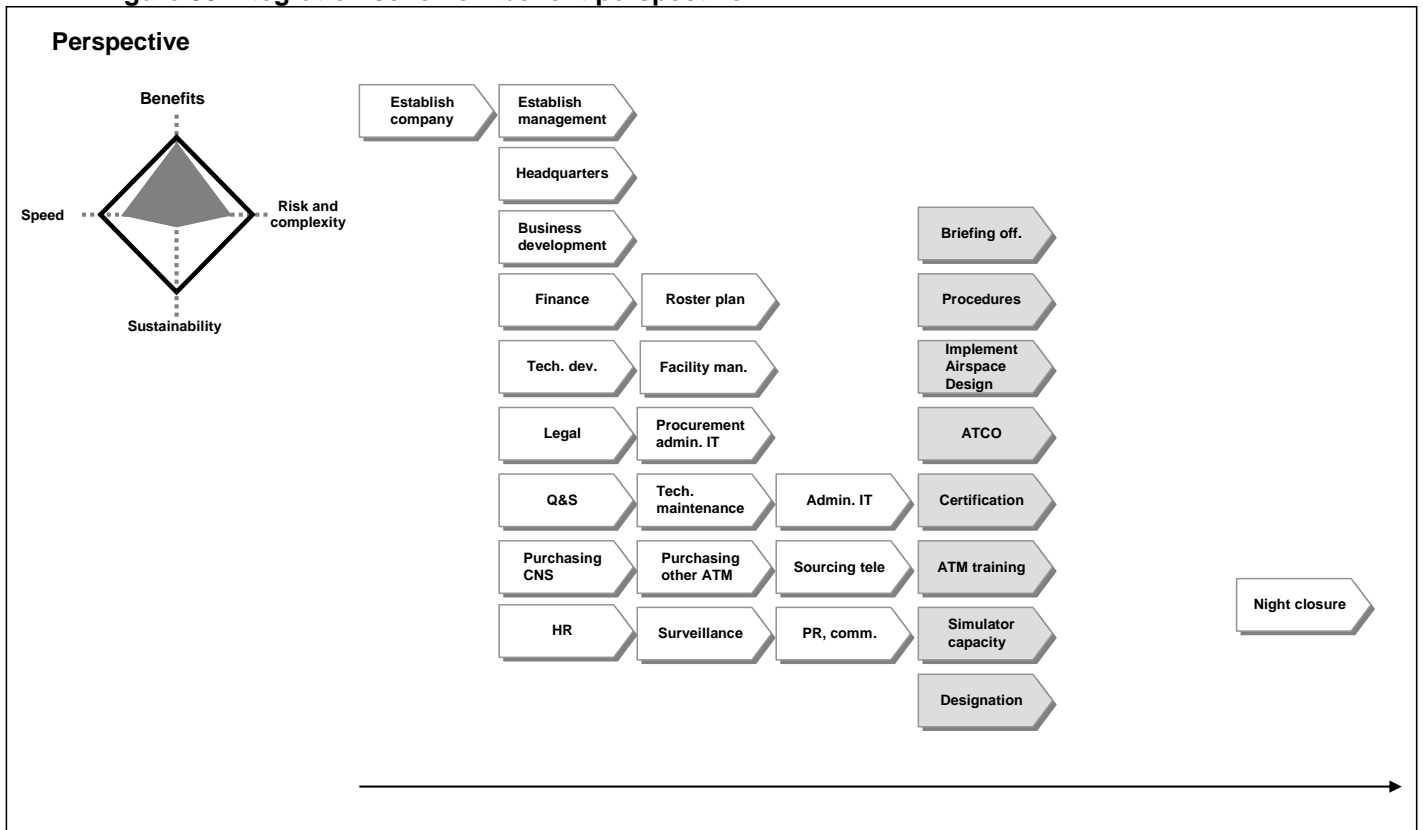 Perspective
Benefits
Speed
Risk and
complexity
Sustainability
Establish
company
Establish
management
Headquarters
Business
development
Briefing off.
Finance
Roster plan
Procedures
Tech. dev.
Facility man.
Implement
Airspace
Design
Legal
Procurement
admin. IT
ATCO
Q&S
Tech.
maintenance
Admin. IT
Certification
Purchasing
CNS
Purchasing
other ATM
Sourcing tele
ATM training
Night closure
HR
Surveillance
PR, comm.
Simulator
capacity
Designation